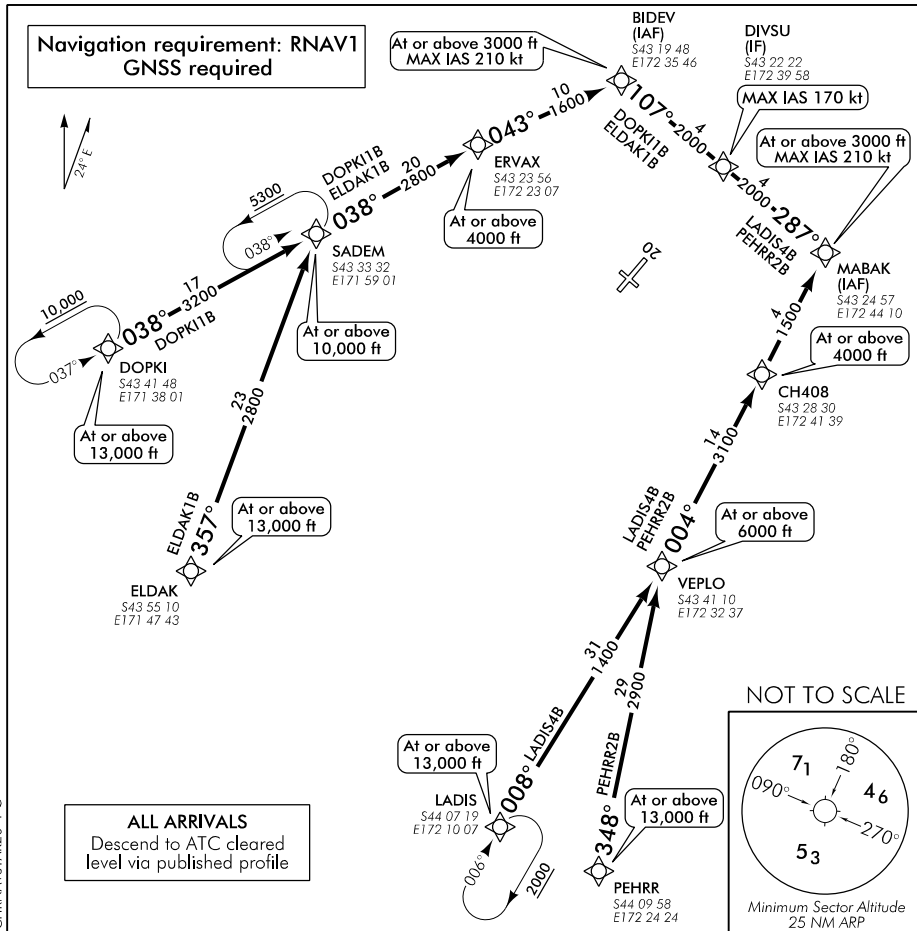 Navigation requirement: RNAV1
GNSS required
24° E
At or above 3000 ft
MAX IAS 210 kt
BIDEV
(IAF)
S43 19 48
E172 35 46
DIVSU
(IF)
S43 22 22
E172 39 58
MAX IAS 170 kt
At or above 3000 ft
MAX IAS 210 kt
107°
4
2000
DOPKI1B
ELDAK1B
4
2000
287°
LADIS4B
PEHRR2B
MABAK
(IAF)
S43 24 57
E172 44 10
10
1600
043°
ERVAX
S43 23 56
E172 23 07
At or above
4000 ft
DOPKI1B
ELDAK1B
20
2800
038°
5300
038°
SADEM
S43 33 32
E171 59 01
At or above
10,000 ft
17
3200
038°
DOPKI1B
10,000
037°
DOPKI
S43 41 48
E171 38 01
At or above
13,000 ft
23
2800
ELDAK1B
357°
At or above
13,000 ft
ELDAK
S43 55 10
E171 47 43
20
4
1500
At or above
4000 ft
CH408
S43 28 30
E172 41 39
14
3100
LADIS4B
PEHRR2B
004°
At or above
6000 ft
VEPLO
S43 41 10
E172 32 37
31
1400
LADIS4B
008°
29
2900
PEHRR2B
348°
At or above
13,000 ft
LADIS
S44 07 19
E172 10 07
006°
2000
At or above
13,000 ft
PEHRR
S44 09 58
E172 24 24
ALL ARRIVALS
Descend to ATC cleared
level via published profile
NOT TO SCALE
71
180°
090°
46
270°
53
Minimum Sector Altitude
25 NM ARP